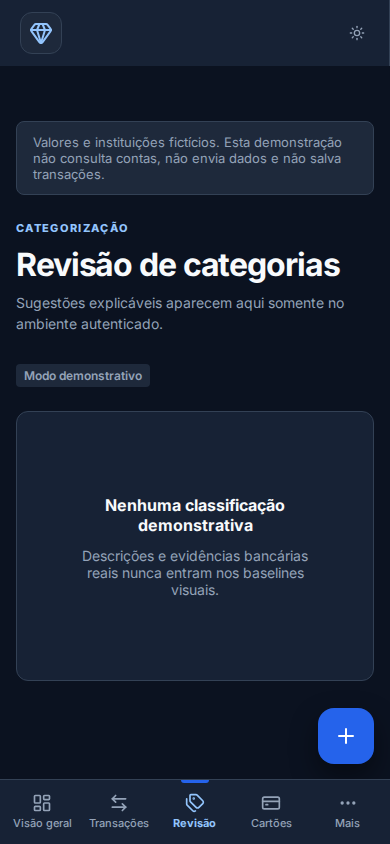 Valores e instituições fictícios. Esta demonstração
não consulta contas, não envia dados e não salva
transações.
CATEGORIZAÇÃO
Revisão de categorias
Sugestões explicáveis aparecem aqui somente no
ambiente autenticado.
Modo demonstrativo
Nenhuma classificação
demonstrativa
Descrições e evidências bancárias
reais nunca entram nos baselines
visuais.
Visão geral
Transações
Revisão
Cartões
Mais